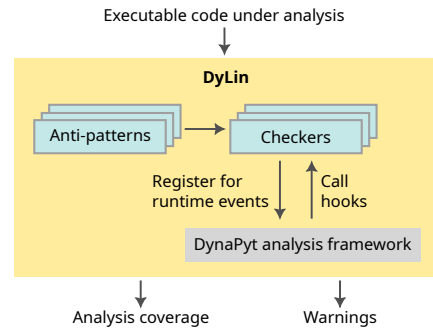 Executable code under analysis
DyLin
Anti-patterns
Checkers
Register for
runtime events
Call
hooks
DynaPyt analysis framework
Analysis coverage
Warnings